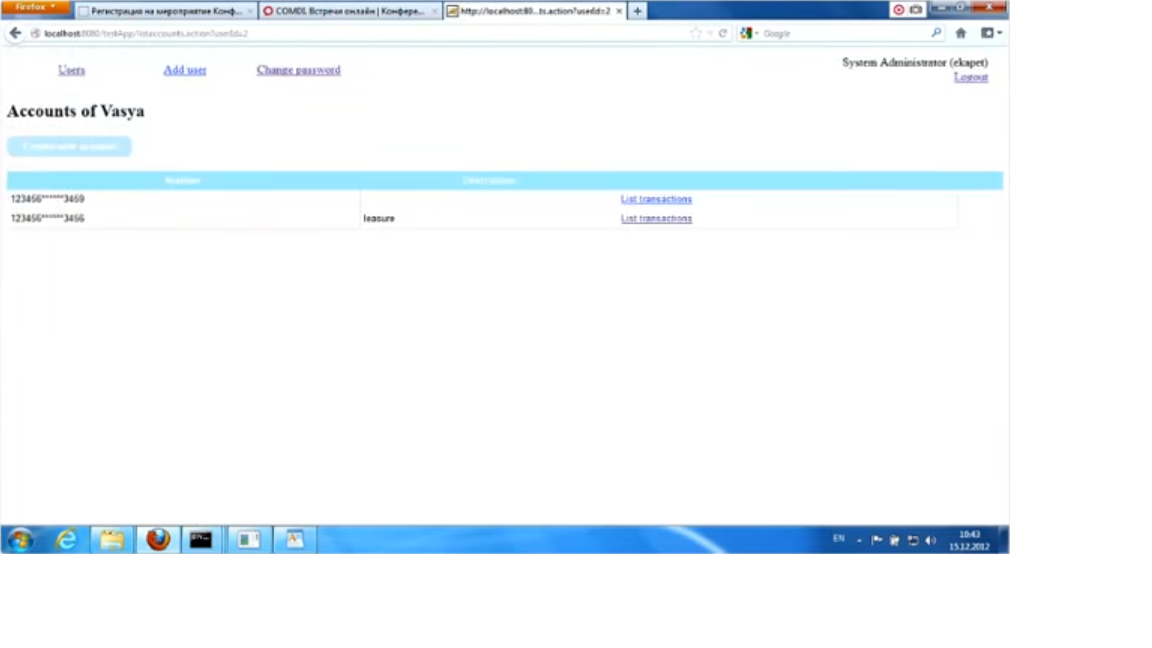 Firefox
Регистрация на мероприятие Конф...
COMDI. Встречи онлайн | Конфере...
http://localhost:80...ts.action?userId=2
localhost:8080/testApp/listaccounts.action?userId=2
Google
Users
Add user
Change password
System Administrator (ekapet)
Logout
Accounts of Vasya
Number
Description
123456******3459 List transactions
123456******3456 leasure List transactions
EN
10:43
15.12.2012